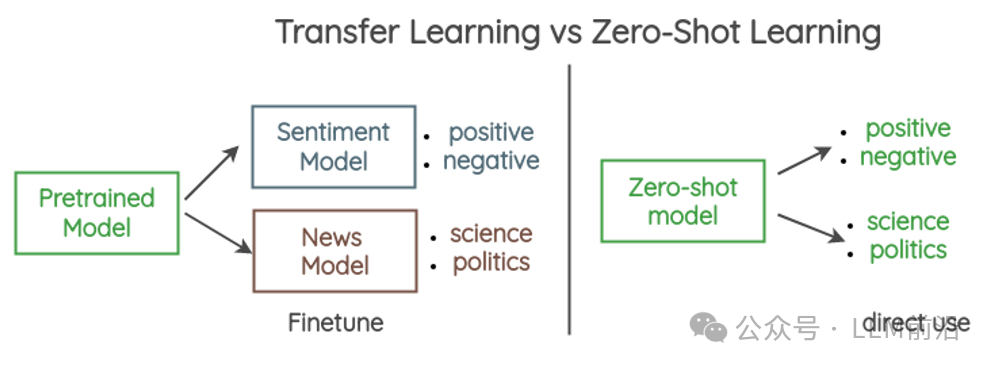 Transfer Learning vs Zero-Shot Learning
Pretrained
Model
Sentiment
Model
• positive
• negative
News
Model
• science
• politics
Finetune
Zero-shot
model
• positive
• negative
• science
• politics
direct use
公众号 · LLM前沿